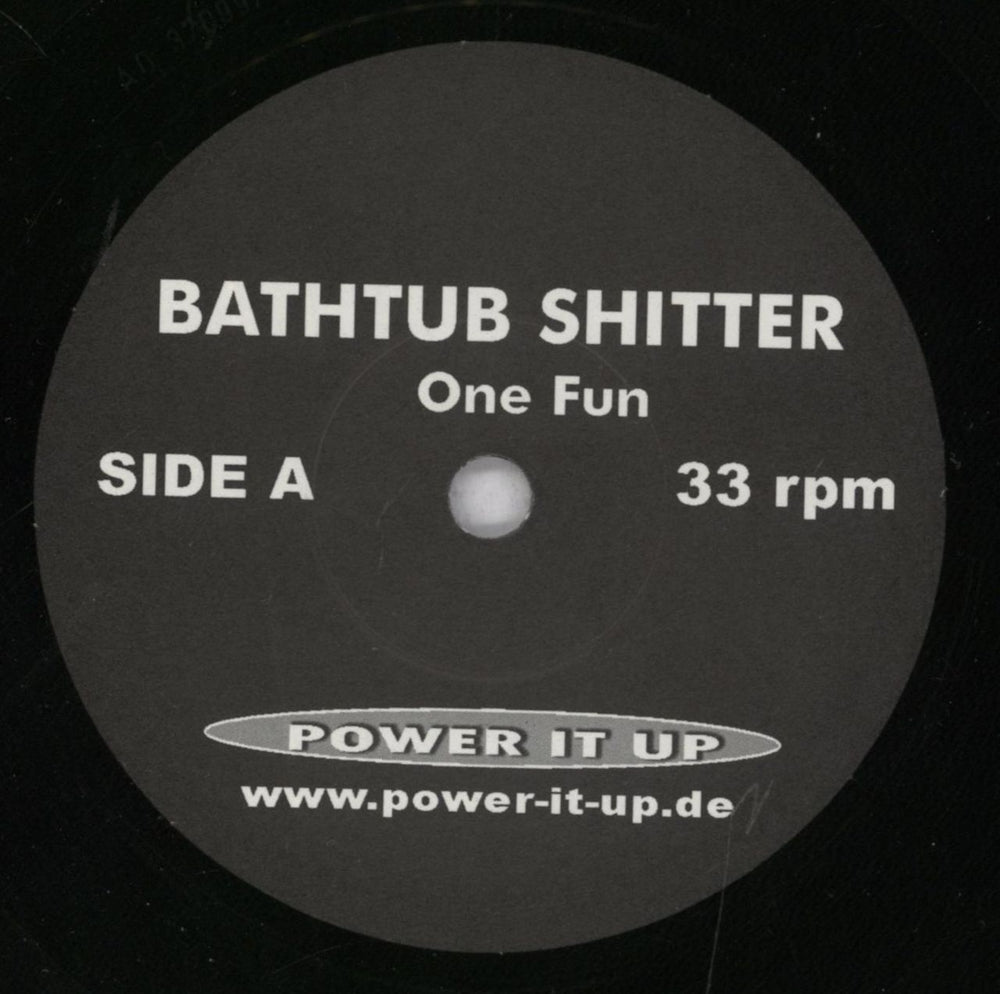 BATHTUB SHITTER
One Fun
SIDE A
33 rpm
POWER IT UP
www.power-it-up.de